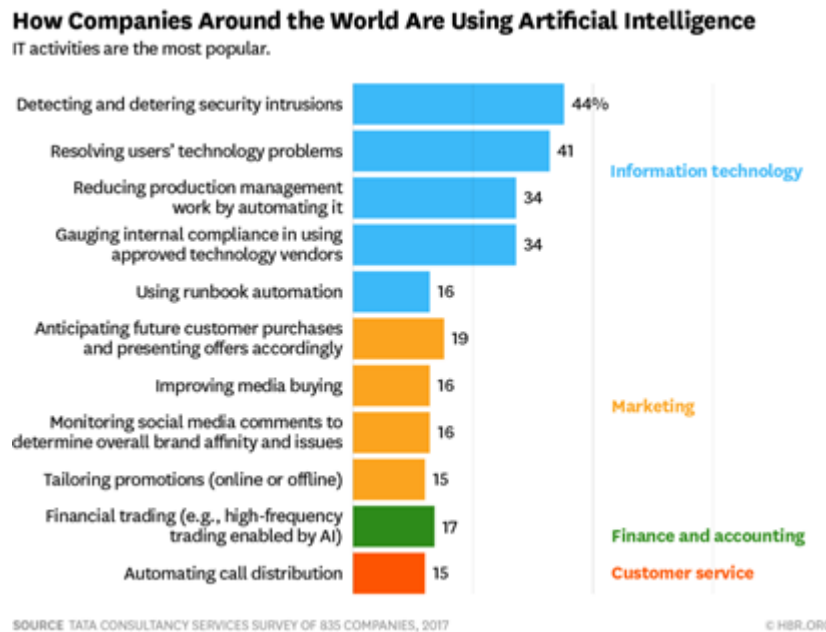 How Companies Around the World Are Using Artificial Intelligence
IT activities are the most popular.
Detecting and detering security intrusions
44%
Resolving users' technology problems
41
Information technology
Reducing production management
work by automating it
34
Gauging internal compliance in using
approved technology vendors
34
Using runbook automation
16
Anticipating future customer purchases
and presenting offers accordingly
19
Improving media buying
16
Marketing
Monitoring social media comments to
determine overall brand affinity and issues
16
Tailoring promotions (online or offline)
15
Financial trading (e.g., high-frequency
trading enabled by AI)
17
Finance and accounting
Automating call distribution
15
Customer service
SOURCE TATA CONSULTANCY SERVICES SURVEY OF 835 COMPANIES, 2017
© HBR.ORG